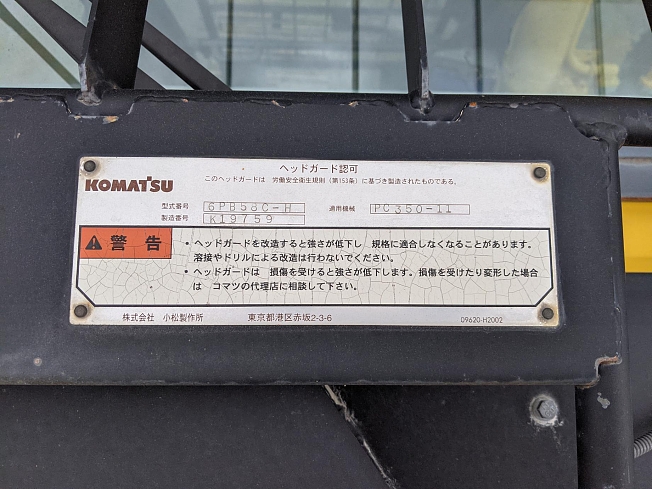 ヘッドガード認可
KOMATSU
このヘッドガードは 労働安全衛生規則(第153条)に基づき製造されたものである。
型式番号 6PB58C-H 適用機械 PC350-11
製造番号 K19759
警告
・ヘッドガードを改造すると強さが低下し 規格に適合しなくなることがあります。
溶接やドリルによる改造は行わないでください。
・ヘッドガードは 損傷を受けると強さが低下します。損傷を受けたり変形した場合
は コマツの代理店に相談して下さい。
株式会社 小松製作所 東京都港区赤坂2-3-6 09620-H2002